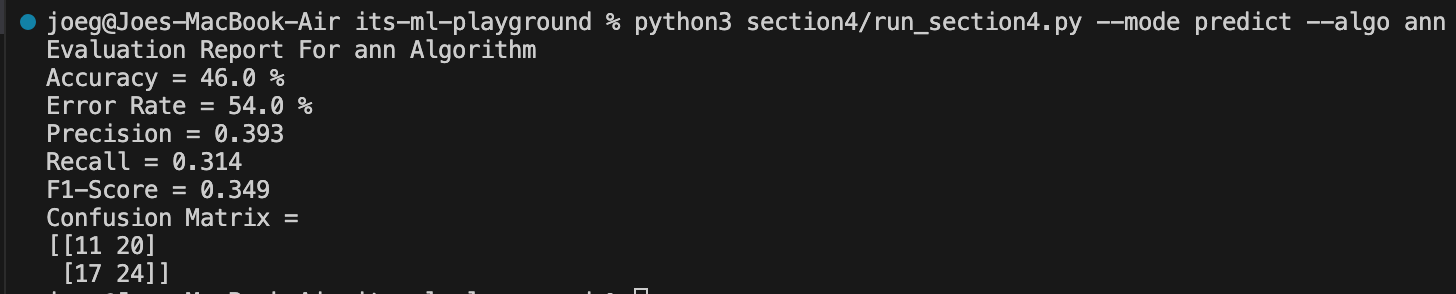 joeg@Joes-MacBook-Air its-ml-playground % python3 section4/run_section4.py --mode predict --algo ann
Evaluation Report For ann Algorithm
Accuracy = 46.0 %
Error Rate = 54.0 %
Precision = 0.393
Recall = 0.314
F1-Score = 0.349
Confusion Matrix =
[[11 20]
[17 24]]